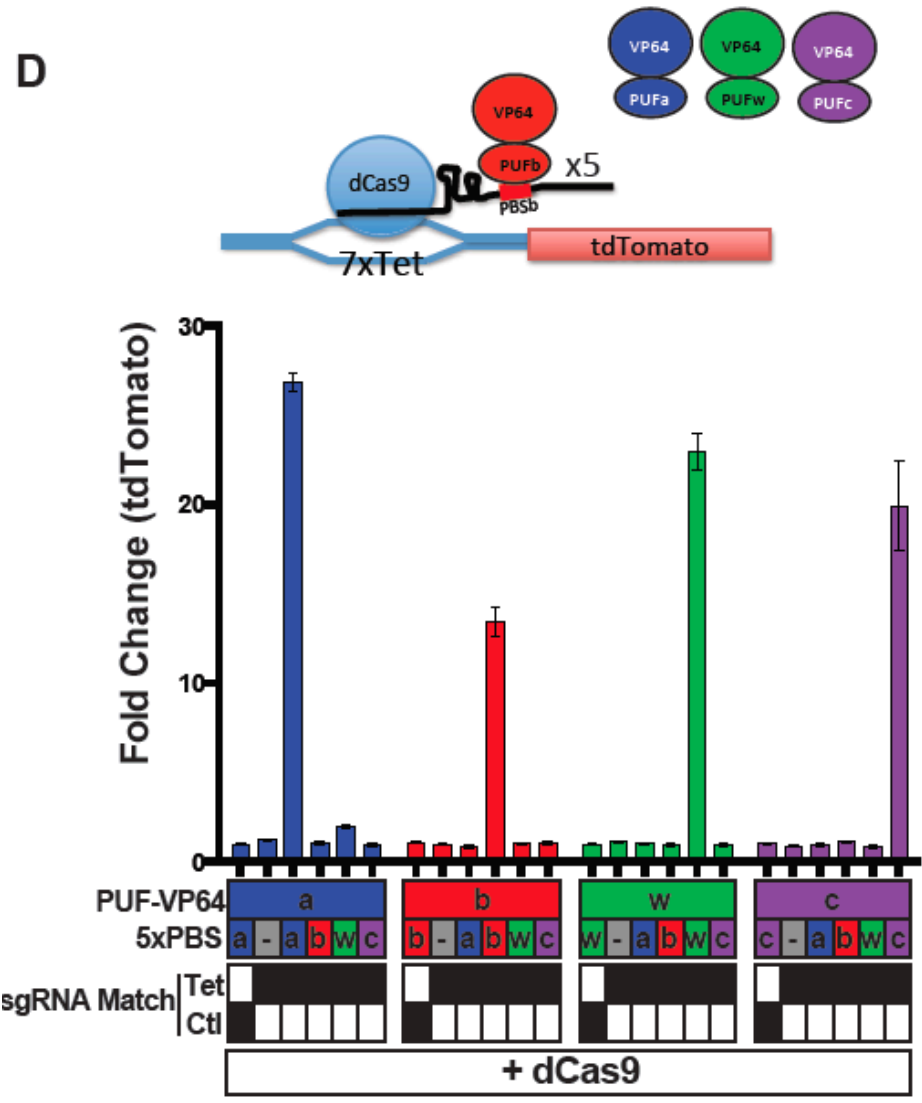 D
VP64 VP64 VP64
PUFa PUFw PUFc
VP64
PUFb x5
dCas9
PBSb
7xTet tdTomato
Fold Change (tdTomato)
30
20
10
0
PUF-VP64 a b w c
5xPBS a - a b w c b - a b w c w - a b w c c - a b w c
sgRNA Match
Tet
Ctl
+ dCas9